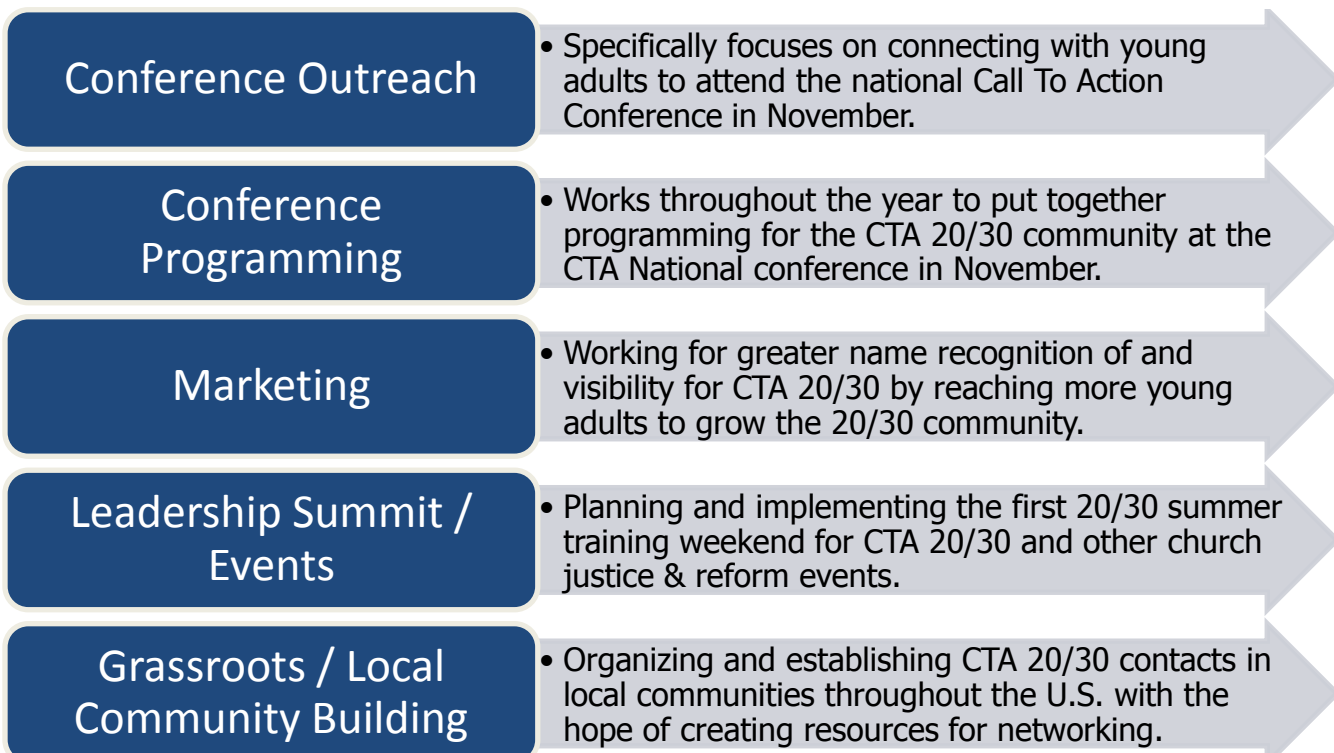 Conference Outreach
• Specifically focuses on connecting with young
adults to attend the national Call To Action
Conference in November.
Conference
Programming
• Works throughout the year to put together
programming for the CTA 20/30 community at the
CTA National conference in November.
Marketing
• Working for greater name recognition of and
visibility for CTA 20/30 by reaching more young
adults to grow the 20/30 community.
Leadership Summit /
Events
• Planning and implementing the first 20/30 summer
training weekend for CTA 20/30 and other church
justice & reform events.
Grassroots / Local
Community Building
• Organizing and establishing CTA 20/30 contacts in
local communities throughout the U.S. with the
hope of creating resources for networking.